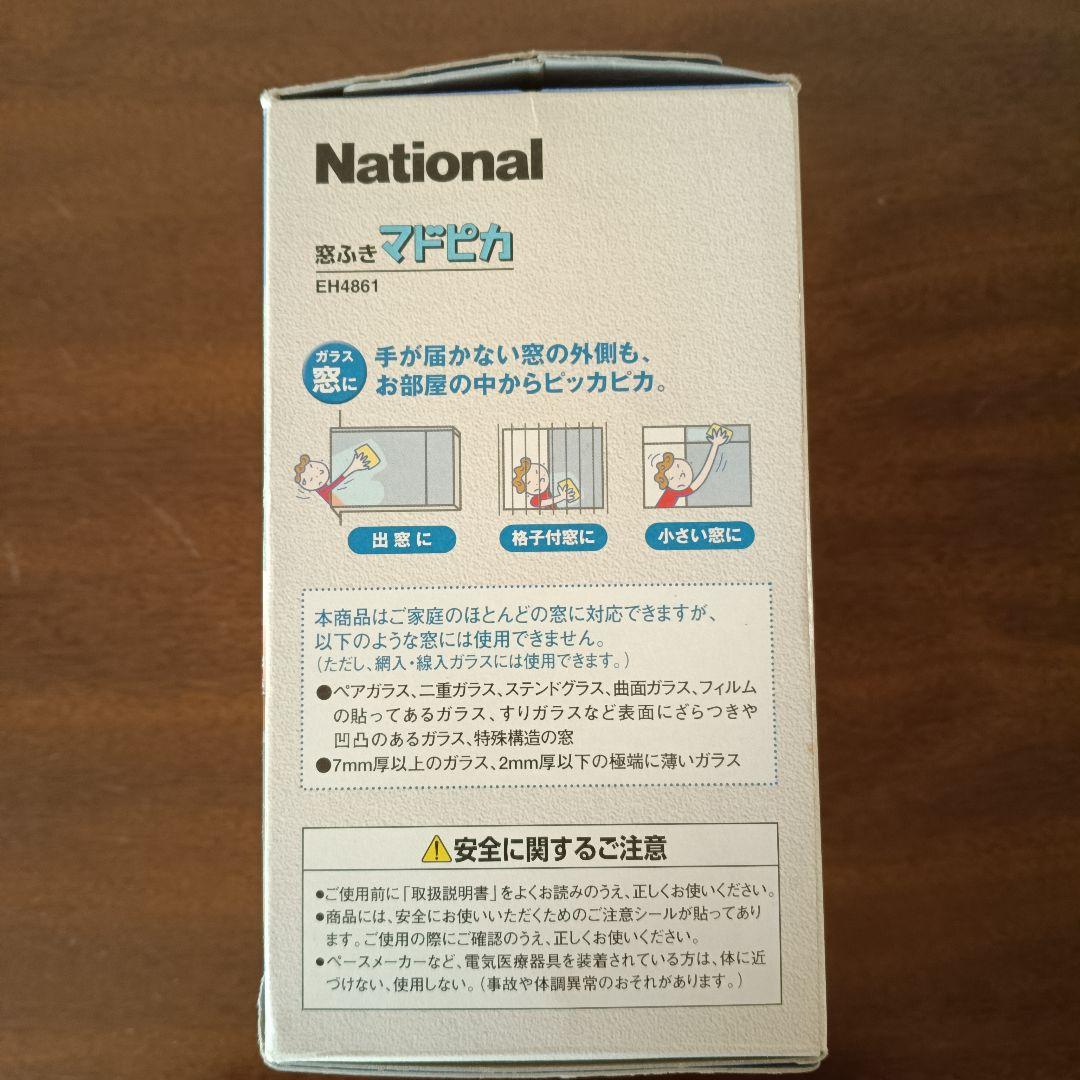 National
窓ふき マドピカ
EH4861
ガラス
窓に
手が届かない窓の外側も、
お部屋の中からピッカピカ。
出窓に
格子付窓に
小さい窓に
本商品はご家庭のほとんどの窓に対応できますが、
以下のような窓には使用できません。
(ただし、網入・線入ガラスには使用できます。)
●ペアガラス、二重ガラス、ステンドグラス、曲面ガラス、フィルム
の貼ってあるガラス、すりガラスなど表面にざらつきや
凹凸のあるガラス、特殊構造の窓
●7mm厚以上のガラス、2mm厚以下の極端に薄いガラス
⚠安全に関するご注意
●ご使用前に「取扱説明書」をよくお読みのうえ、正しくお使いください。
●商品には、安全にお使いいただくためのご注意シールが貼ってあり
ます。ご使用の際にご確認のうえ、正しくお使いください。
●ペースメーカーなど、電気医療器具を装着されている方は、体に近
づけない、使用しない。(事故や体調異常のおそれがあります。)